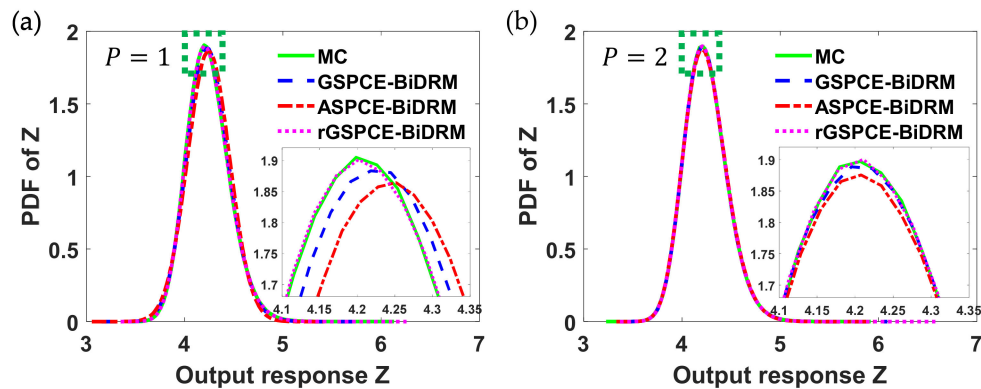 (a)
P = 1
MC
GSPCE-BiDRM
ASPCE-BiDRM
rGSPCE-BiDRM
PDF of Z
2
1.5
1
0.5
0
1.9
1.85
1.8
1.75
1.7
4.1 4.15 4.2 4.25 4.3 4.35
3 4 5 6 7
Output response Z
(b)
P = 2
MC
GSPCE-BiDRM
ASPCE-BiDRM
rGSPCE-BiDRM
PDF of Z
2
1.5
1
0.5
0
1.9
1.85
1.8
1.75
1.7
4.1 4.15 4.2 4.25 4.3 4.35
3 4 5 6 7
Output response Z